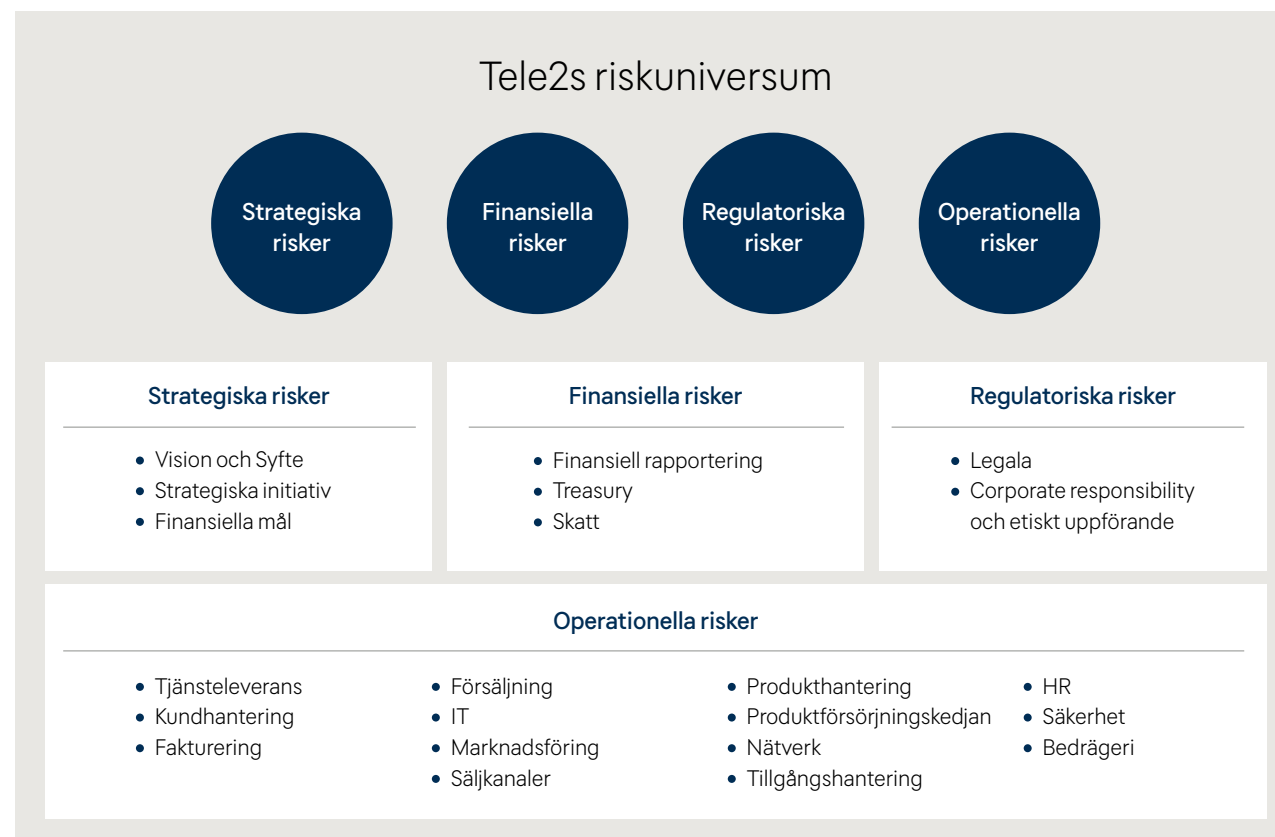 Tele2s riskuniversum
Strategiska
risker
Finansiella
risker
Regulatoriska
risker
Operationella
risker
Strategiska risker
• Vision och Syfte
• Strategiska initiativ
• Finansiella mål
Finansiella risker
• Finansiell rapportering
• Treasury
• Skatt
Regulatoriska risker
• Legala
• Corporate responsibility
och etiskt uppförande
Operationella risker
• Tjänsteleverans
• Kundhantering
• Fakturering
• Försäljning
• IT
• Marknadsföring
• Säljkanaler
• Produkthantering
• Produktförsörjningskedjan
• Nätverk
• Tillgångshantering
• HR
• Säkerhet
• Bedrägeri